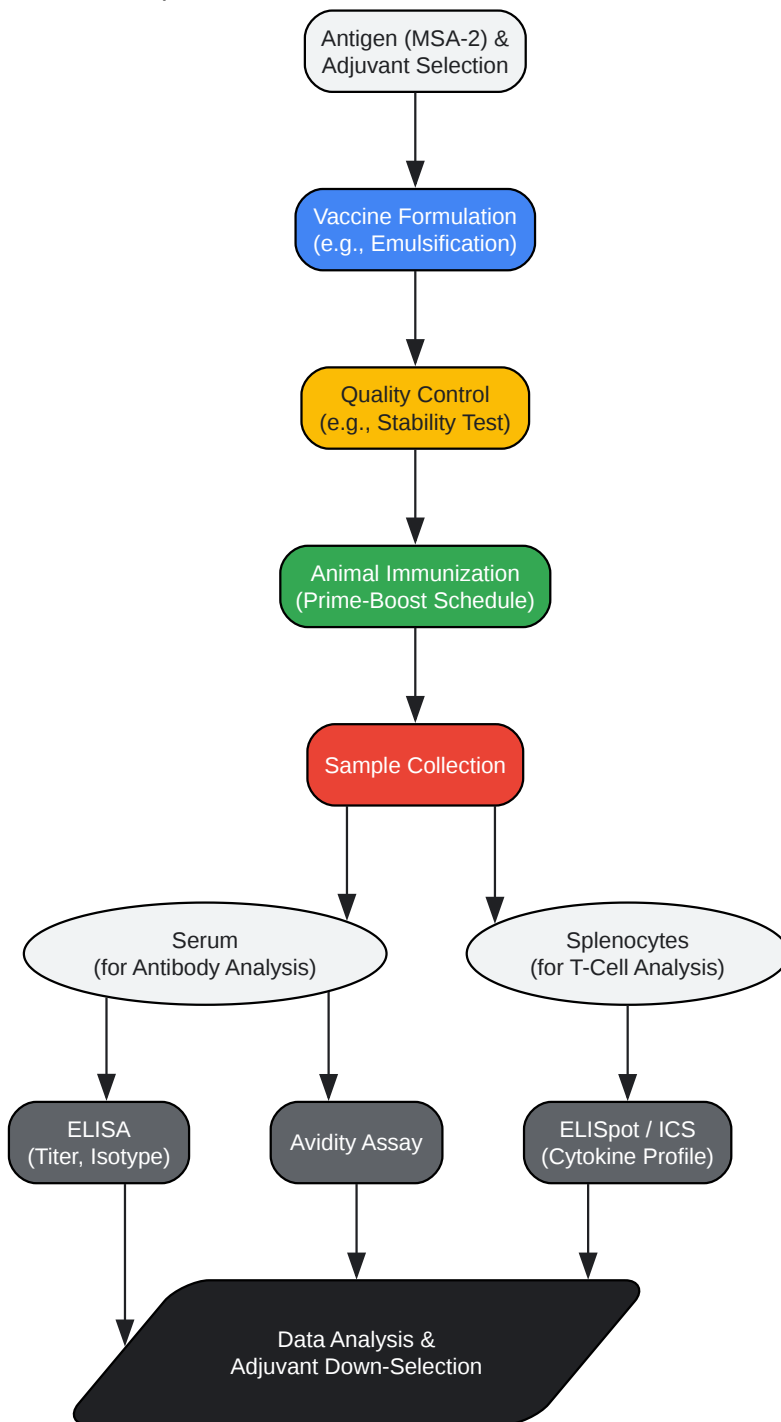 Antigen (MSA-2) &
Adjuvant Selection
Vaccine Formulation
(e.g., Emulsification)
Quality Control
(e.g., Stability Test)
Animal Immunization
(Prime-Boost Schedule)
Sample Collection
Serum
(for Antibody Analysis)
Splenocytes
(for T-Cell Analysis)
ELISA
(Titer, Isotype)
Avidity Assay
ELISpot / ICS
(Cytokine Profile)
Data Analysis &
Adjuvant Down-Selection